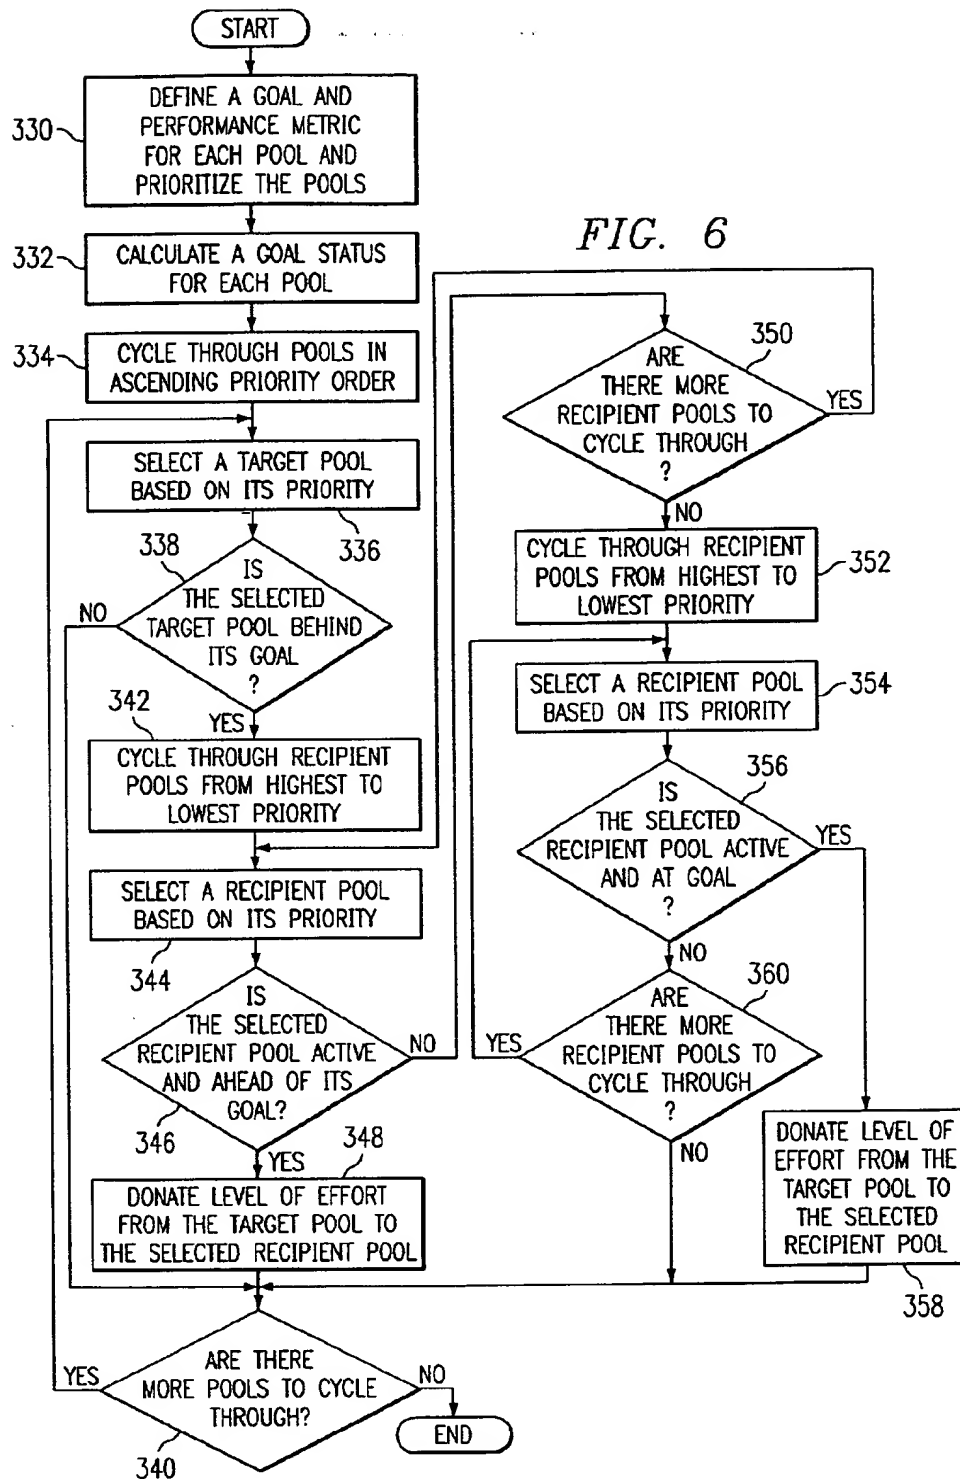 START
330
DEFINE A GOAL AND
PERFORMANCE METRIC
FOR EACH POOL AND
PRIORITIZE THE POOLS
332
CALCULATE A GOAL STATUS
FOR EACH POOL
334
CYCLE THROUGH POOLS IN
ASCENDING PRIORITY ORDER
SELECT A TARGET POOL
BASED ON ITS PRIORITY
336
338
IS
THE SELECTED
TARGET POOL BEHIND
ITS GOAL
?
NO
YES
342
CYCLE THROUGH RECIPIENT
POOLS FROM HIGHEST TO
LOWEST PRIORITY
SELECT A RECIPIENT POOL
BASED ON ITS PRIORITY
344
IS
THE SELECTED
RECIPIENT POOL ACTIVE
AND AHEAD OF ITS
GOAL?
NO
346
YES
348
DONATE LEVEL OF EFFORT
FROM THE TARGET POOL TO
THE SELECTED RECIPIENT POOL
ARE THERE
MORE POOLS TO CYCLE
THROUGH?
YES
NO
340
END
FIG. 6
350
ARE
THERE MORE
RECIPIENT POOLS TO
CYCLE THROUGH
?
YES
NO
CYCLE THROUGH RECIPIENT
POOLS FROM HIGHEST TO
LOWEST PRIORITY
352
SELECT A RECIPIENT POOL
BASED ON ITS PRIORITY
354
356
IS
THE SELECTED
RECIPIENT POOL ACTIVE
AND AT GOAL
?
YES
NO
360
ARE
THERE MORE
RECIPIENT POOLS TO
CYCLE THROUGH
?
YES
NO
DONATE LEVEL OF
EFFORT FROM THE
TARGET POOL TO
THE SELECTED
RECIPIENT POOL
358